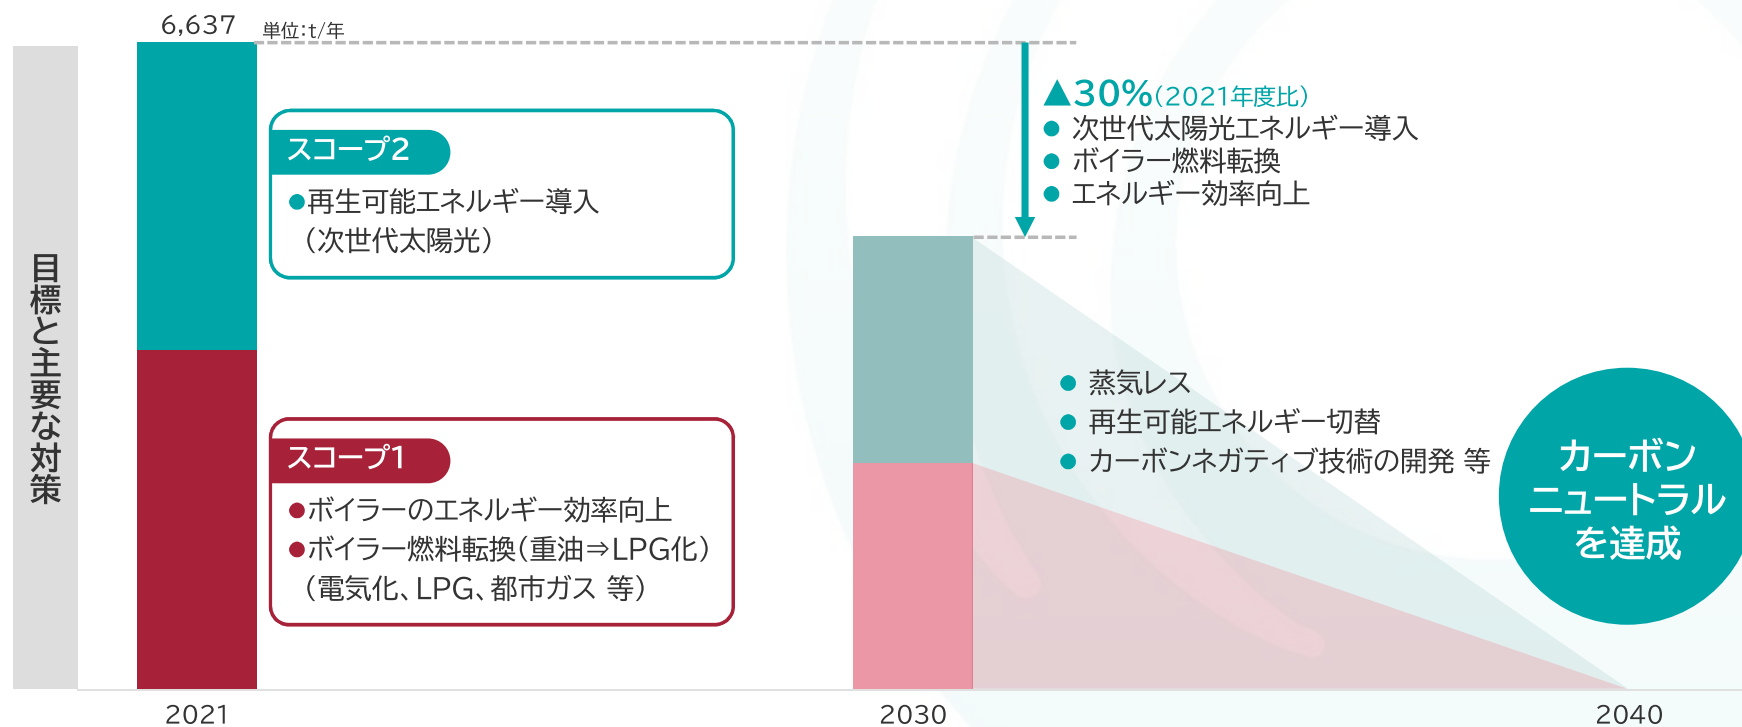 目標と主要な対策
6,637 単位：t/年
スコープ2
●再生可能エネルギー導入
（次世代太陽光）
スコープ1
●ボイラーのエネルギー効率向上
●ボイラー燃料転換（重油⇒LPG化）
（電気化、LPG、都市ガス 等）
▲30%（2021年度比）
● 次世代太陽光エネルギー導入
● ボイラー燃料転換
● エネルギー効率向上
● 蒸気レス
● 再生可能エネルギー切替
● カーボンネガティブ技術の開発 等
カーボン
ニュートラル
を達成
2021
2030
2040